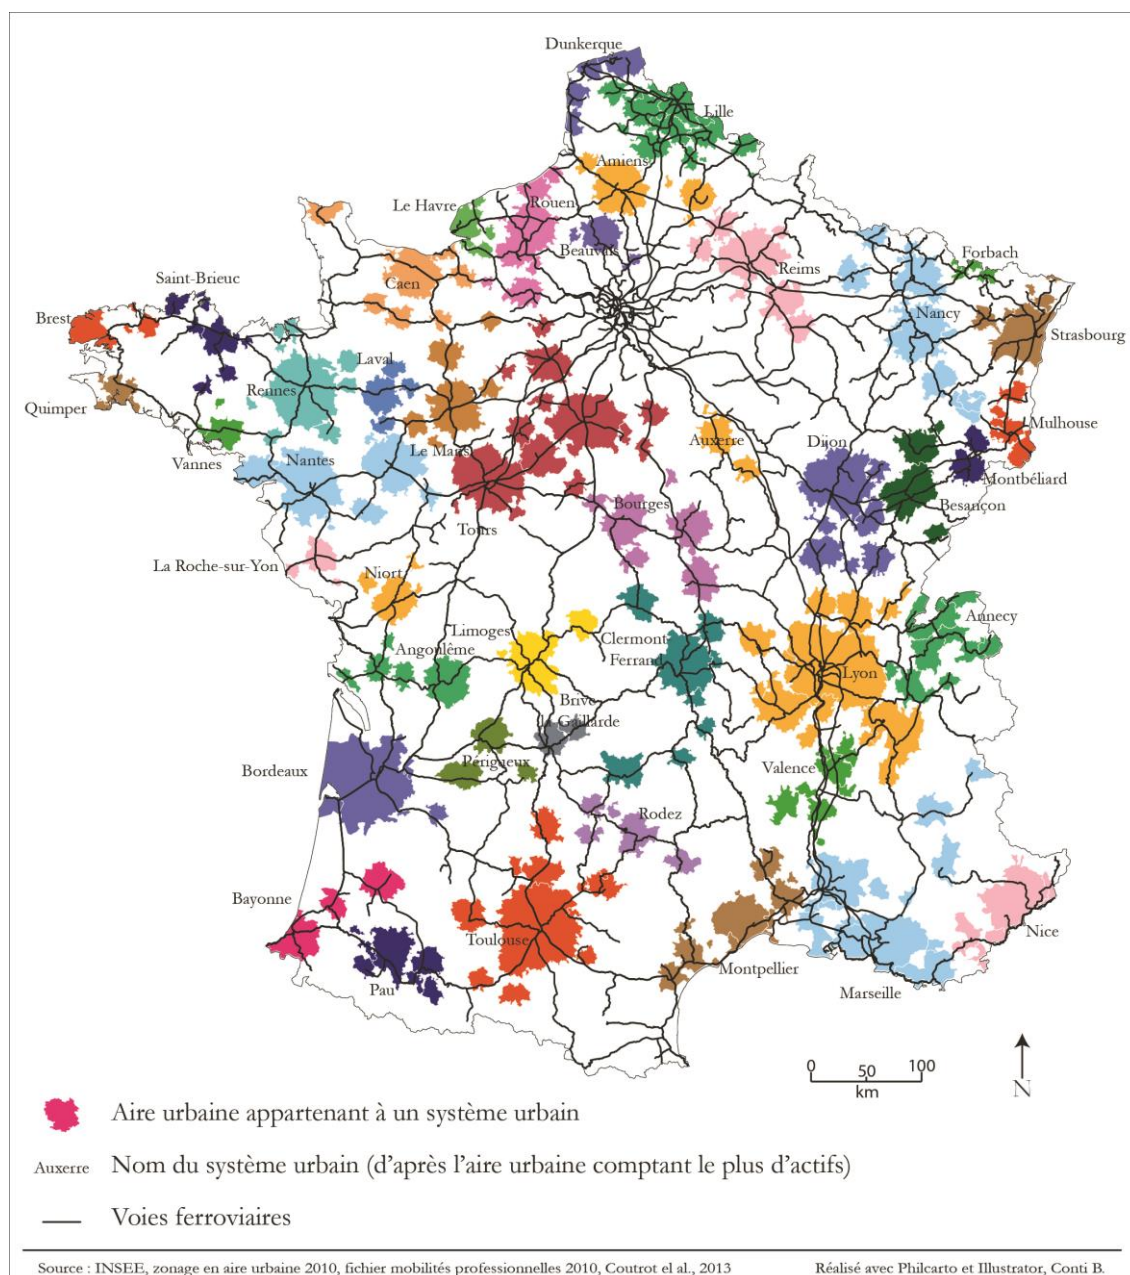 Dunkerque
Lille
Amiens
Le Havre
Rouen
Beauvais
Reims
Forbach
Caen
Saint-Brieuc
Brest
Nancy
Strasbourg
Laval
Rennes
Quimper
Auxerre
Dijon
Mulhouse
Vannes
Nantes
Le Mans
Montbéliard
Besançon
Tours
Bourges
La Roche-sur-Yon
Niort
Annecy
Limoges
Clermont
Ferrand
Angoulême
Lyon
Brive
la Gaillarde
Périgueux
Valence
Bordeaux
Rodez
Bayonne
Toulouse
Nice
Montpellier
Pau
Marseille
0 50 100
km
N
Aire urbaine appartenant à un système urbain
Auxerre Nom du système urbain (d'après l'aire urbaine comptant le plus d'actifs)
Voies ferroviaires
Source : INSEE, zonage en aire urbaine 2010, fichier mobilités professionnelles 2010, Coutrot el al., 2013 Réalisé avec Philcarto et Illustrator, Conti B.